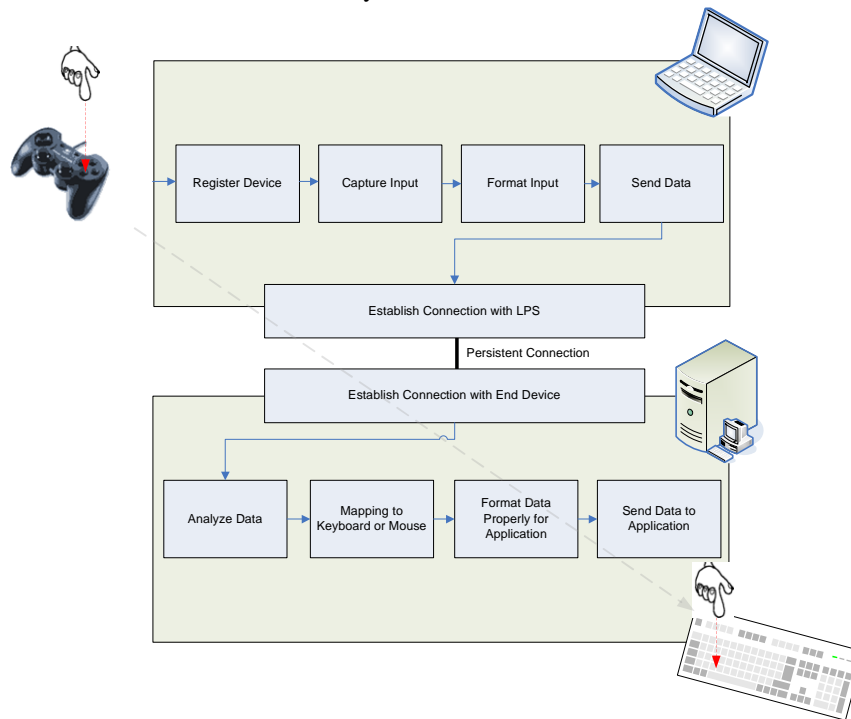 Register Device
Capture Input
Format Input
Send Data
Establish Connection with LPS
Persistent Connection
Establish Connection with End Device
Analyze Data
Mapping to
Keyboard or Mouse
Format Data
Properly for
Application
Send Data to
Application